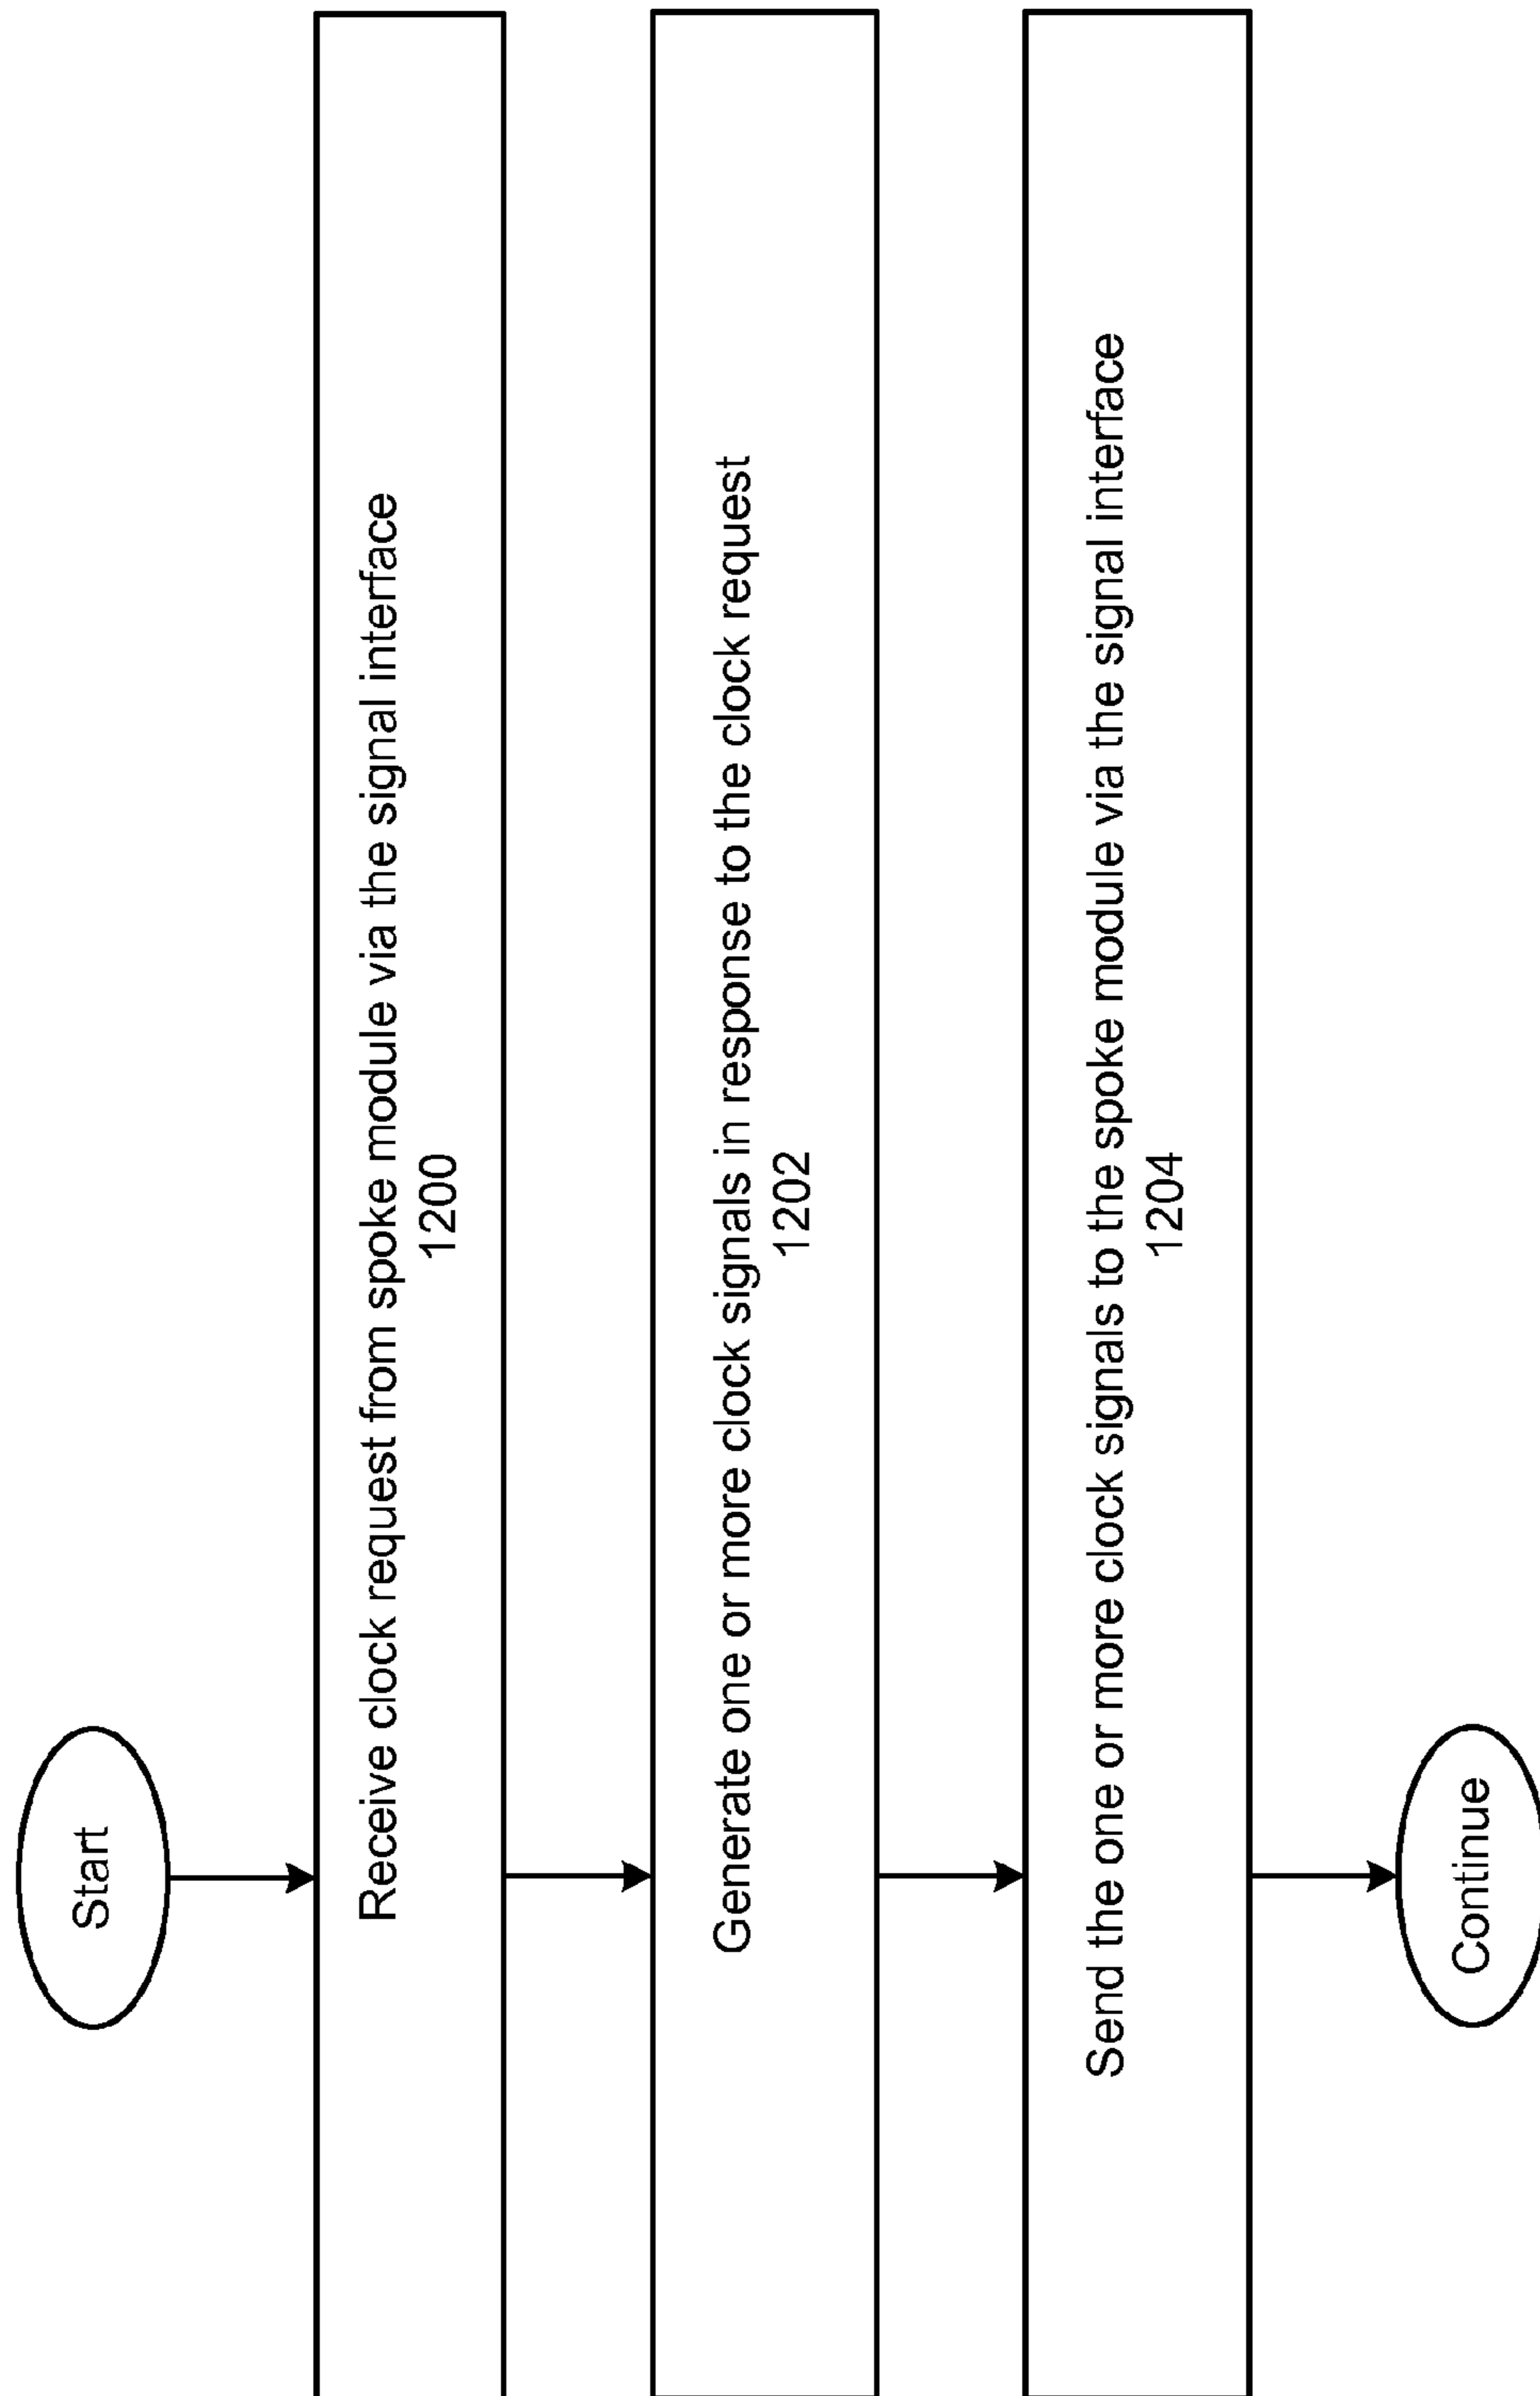 Start
Receive clock request from spoke module via the signal interface
1200
Generate one or more clock signals in response to the clock request
1202
Send the one or more clock signals to the spoke module via the signal interface
1204
Continue